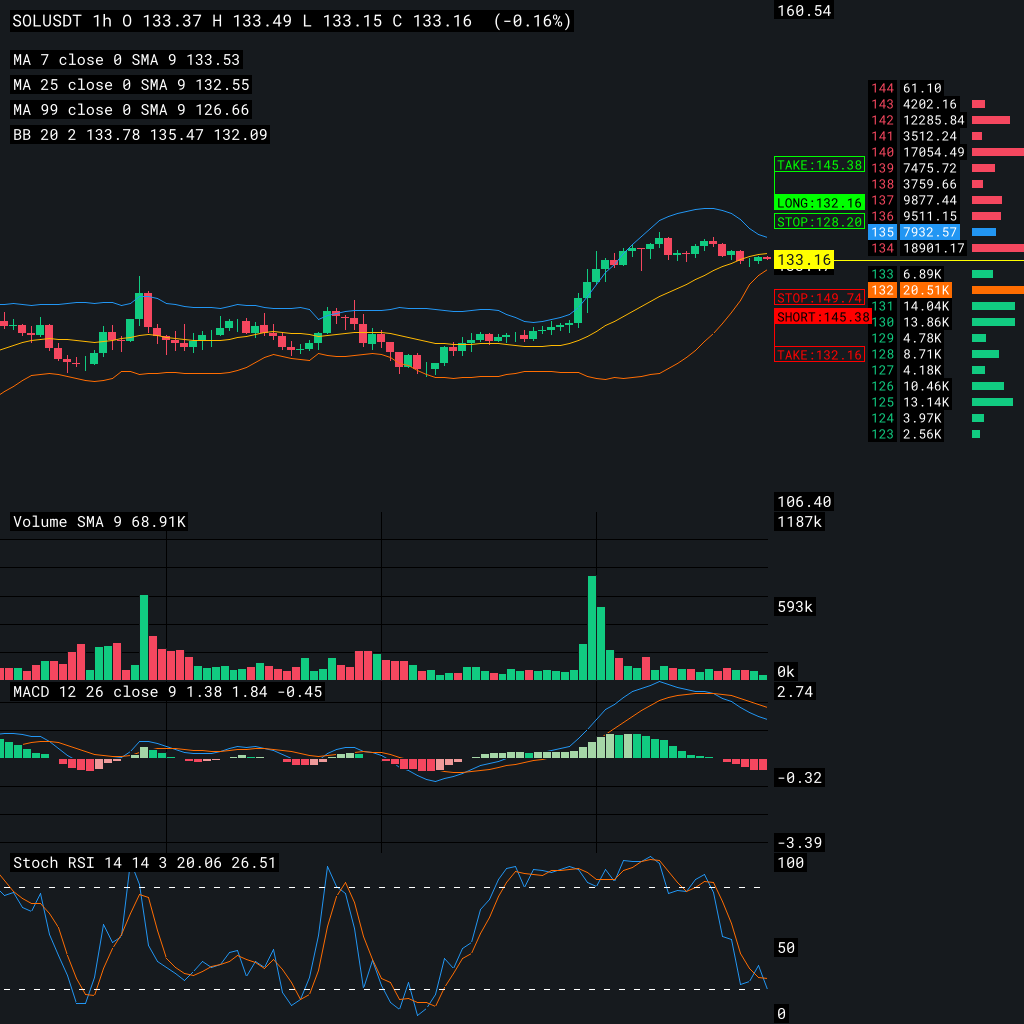 SOLUSDT 1h O 133.37 H 133.49 L 133.15 C 133.16 (-0.16%)
160.54
MA 7 close 0 SMA 9 133.53
MA 25 close 0 SMA 9 132.55
MA 99 close 0 SMA 9 126.66
BB 20 2 133.78 135.47 132.09
144 61.10
143 4202.16
142 12285.84
141 3512.24
140 17054.49
139 7475.72
138 3759.66
137 9877.44
136 9511.15
135 7932.57
134 18901.17
133 6.89K
132 20.51K
131 14.04K
130 13.86K
129 4.78K
128 8.71K
127 4.18K
126 10.46K
125 13.14K
124 3.97K
123 2.56K
TAKE:145.38
LONG:132.16
STOP:128.20
133.16
STOP:149.74
SHORT:145.38
TAKE:132.16
106.40
Volume SMA 9 68.91K
1187k
593k
0k
MACD 12 26 close 9 1.38 1.84 -0.45
2.74
-0.32
-3.39
Stoch RSI 14 14 3 20.06 26.51
100
50
0